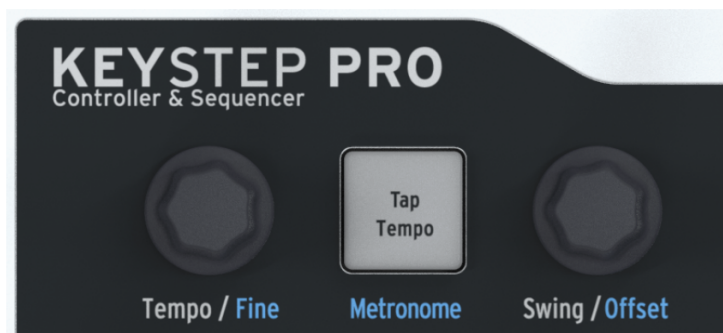 KEYSTEP PRO
Controller & Sequencer
Tap
Tempo
Tempo / Fine
Metronome
Swing / Offset